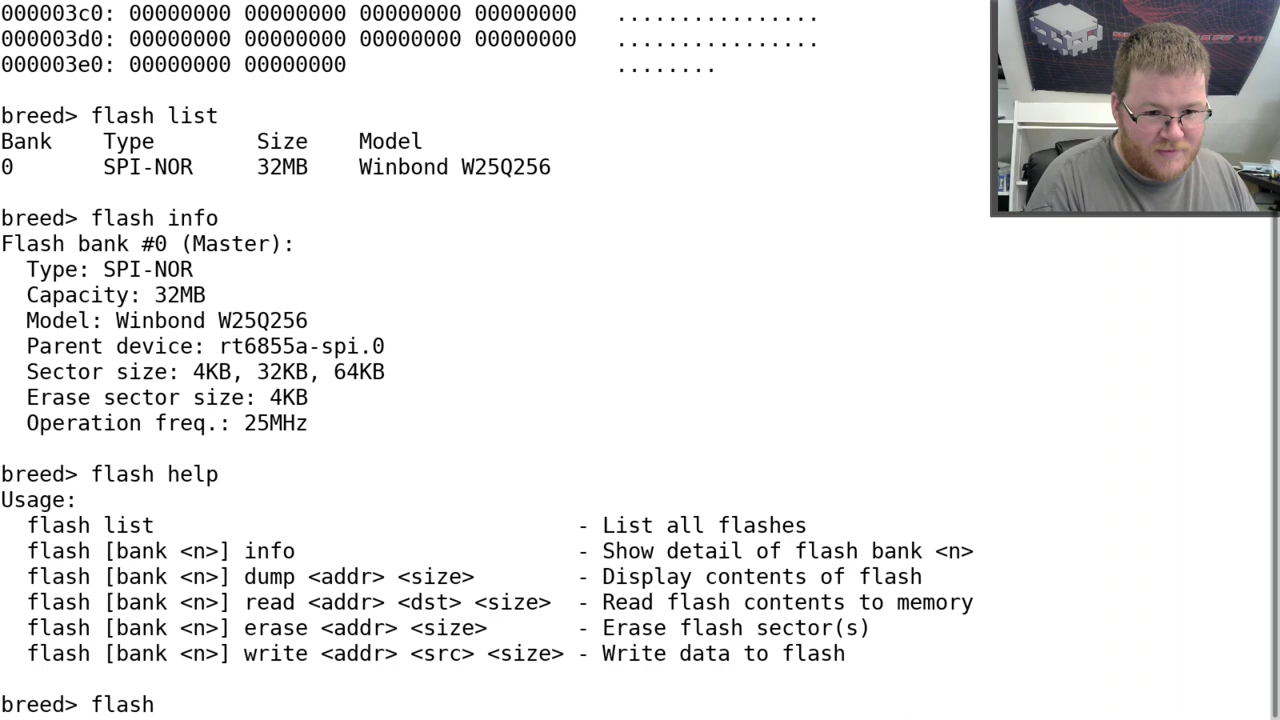 000003c0: 00000000 00000000 00000000 00000000   ................
000003d0: 00000000 00000000 00000000 00000000   ................
000003e0: 00000000 00000000                     ........
breed> flash list
Bank    Type        Size    Model
0       SPI-NOR     32MB    Winbond W25Q256
breed> flash info
Flash bank #0 (Master):
  Type: SPI-NOR
  Capacity: 32MB
  Model: Winbond W25Q256
  Parent device: rt6855a-spi.0
  Sector size: 4KB, 32KB, 64KB
  Erase sector size: 4KB
  Operation freq.: 25MHz
breed> flash help
Usage:
  flash list                                 - List all flashes
  flash [bank <n>] info                      - Show detail of flash bank <n>
  flash [bank <n>] dump <addr> <size>        - Display contents of flash
  flash [bank <n>] read <addr> <dst> <size>  - Read flash contents to memory
  flash [bank <n>] erase <addr> <size>       - Erase flash sector(s)
  flash [bank <n>] write <addr> <src> <size> - Write data to flash
breed> flash